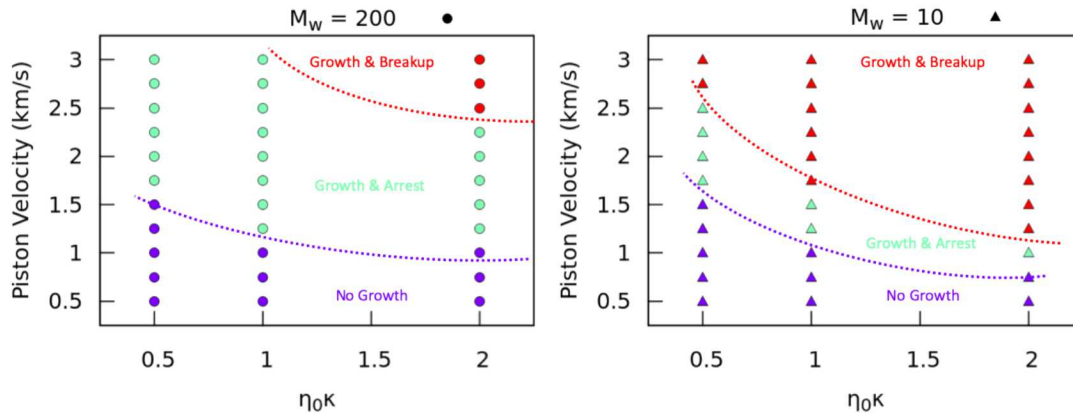 M_w = 200
Growth & Breakup
Growth & Arrest
No Growth
Piston Velocity (km/s)
3
2.5
2
1.5
1
0.5
0.5 1 1.5 2
η₀κ
M_w = 10
Growth & Breakup
Growth & Arrest
No Growth
Piston Velocity (km/s)
3
2.5
2
1.5
1
0.5
0.5 1 1.5 2
η₀κ